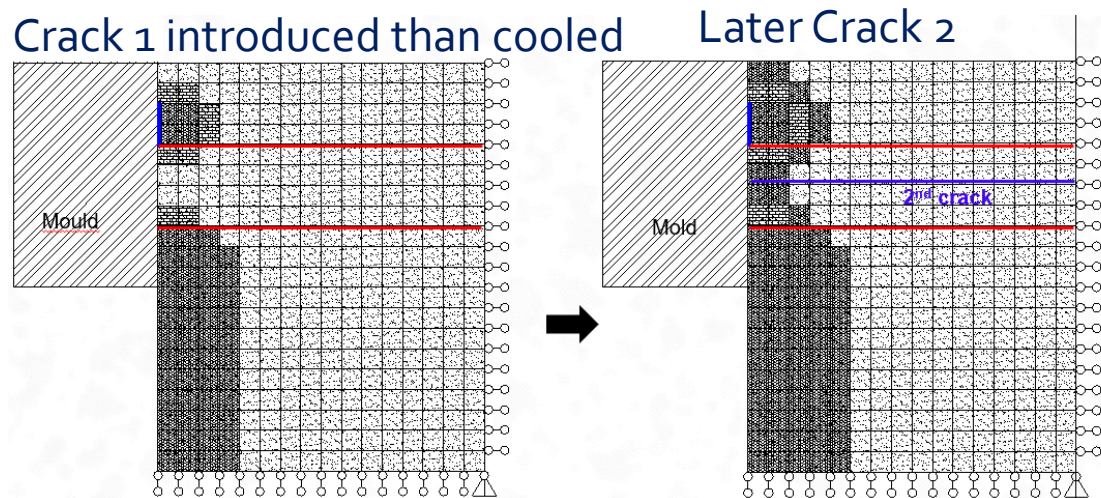 Crack 1 introduced than cooled
Later Crack 2
Mould
Mold
2nd crack